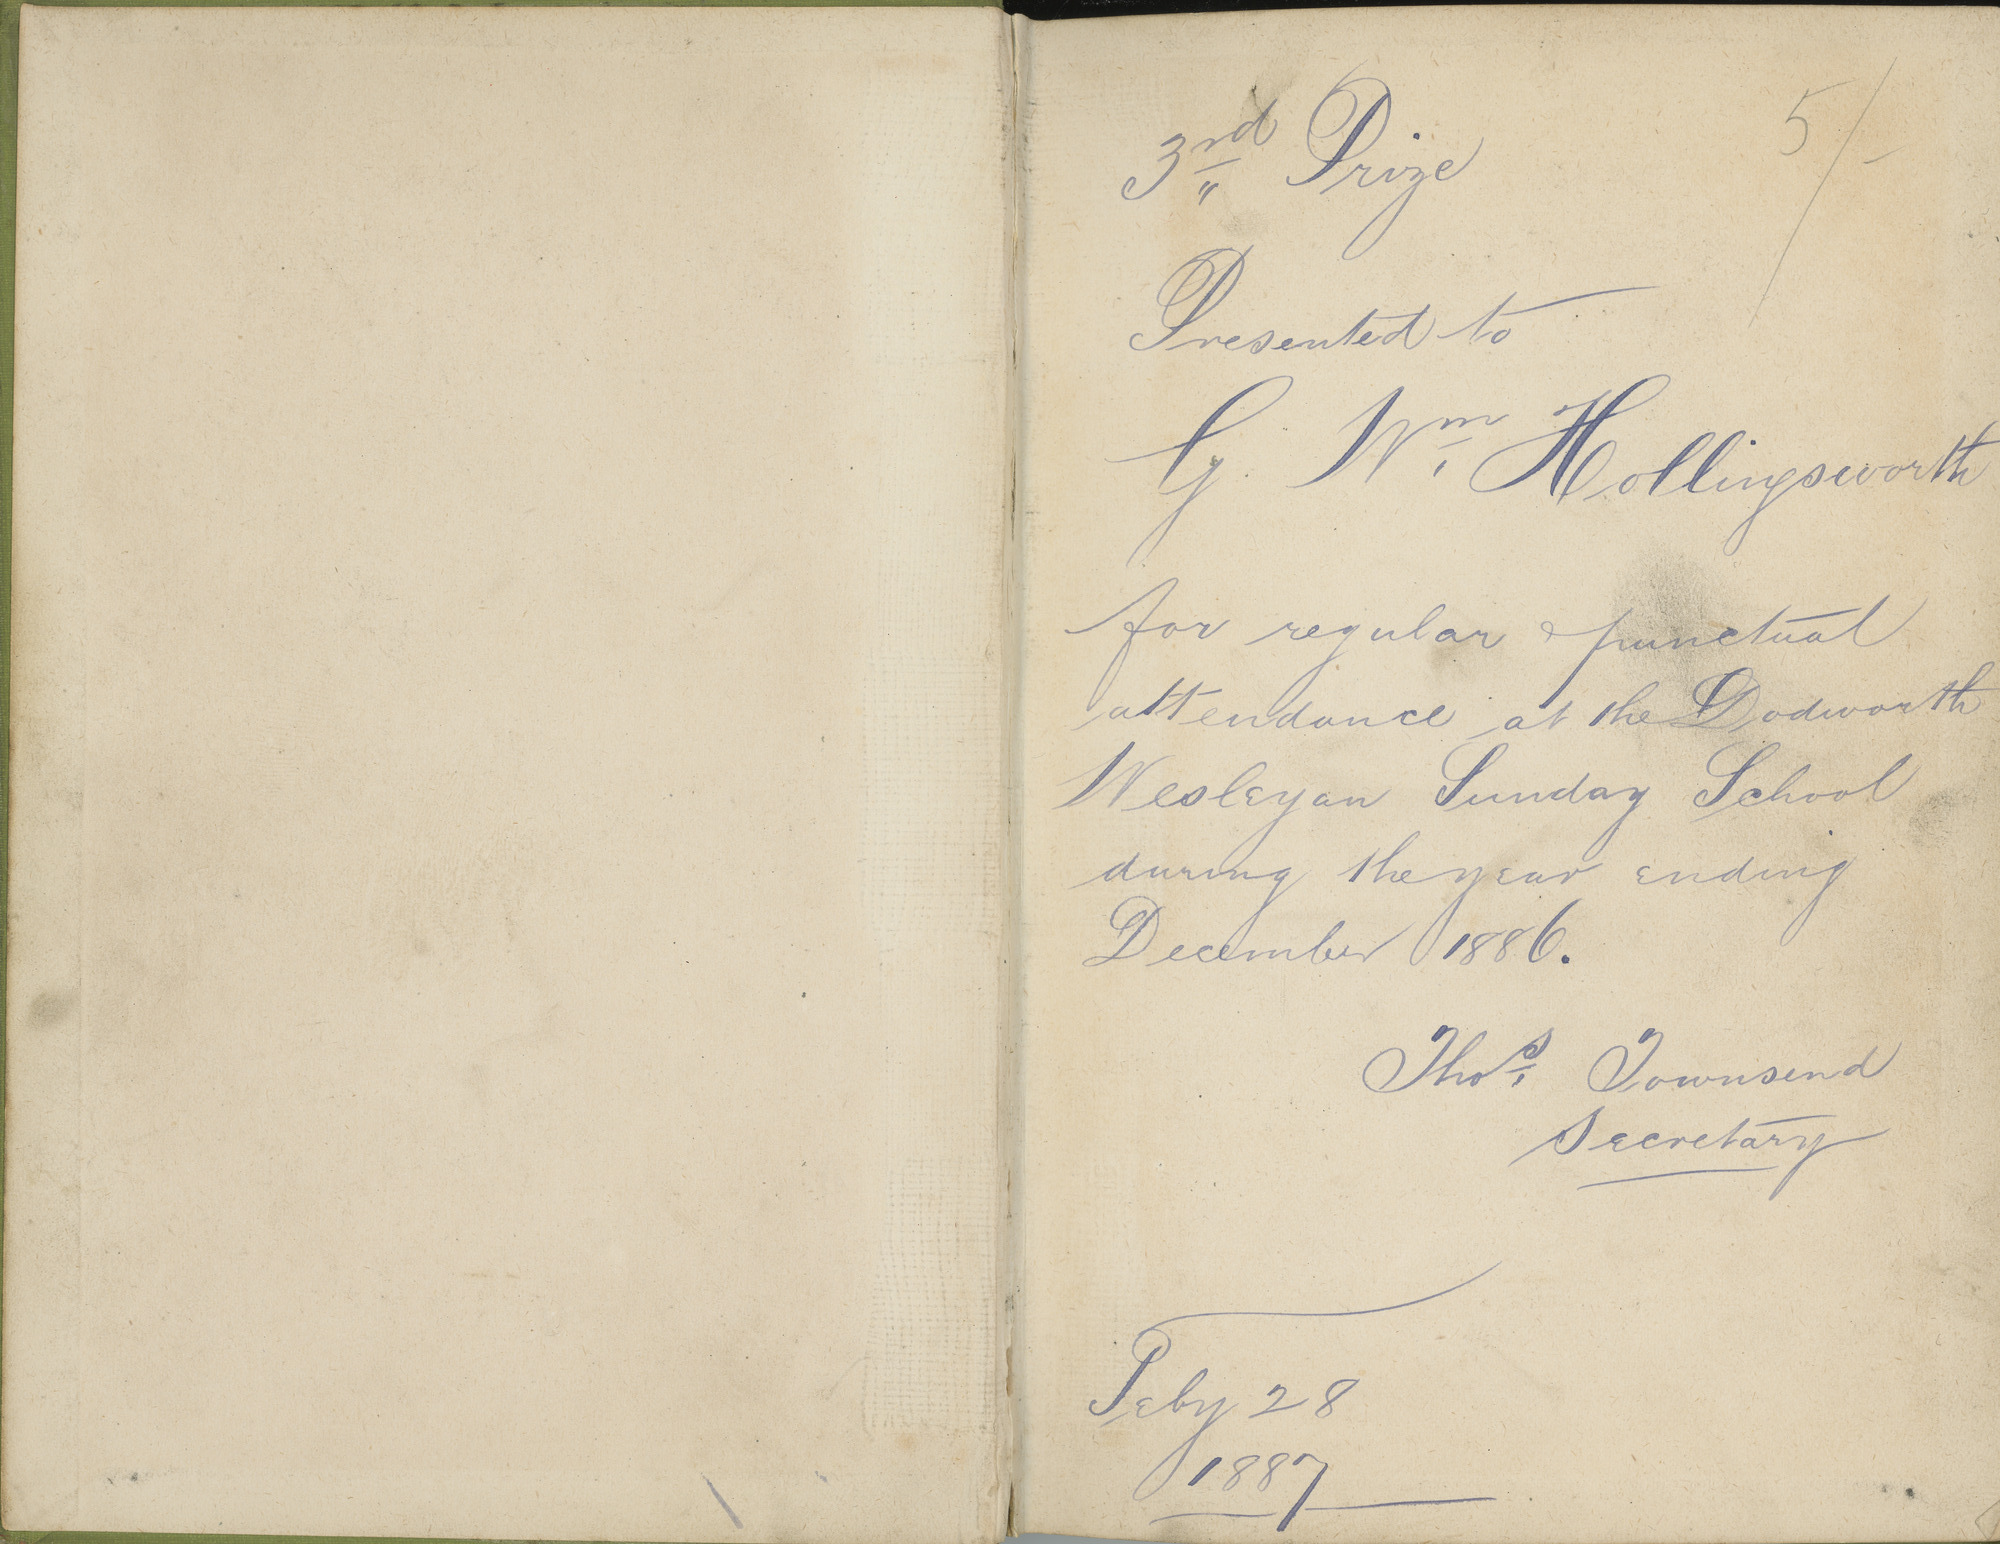 3rd Prize
5/-
Presented to
G. Wm Hollingsworth
for regular & punctual
attendance at the Dodworth
Wesleyan Sunday School
during the year ending
December 1886.
Thos Townsend
Secretary
Feby 28
1887